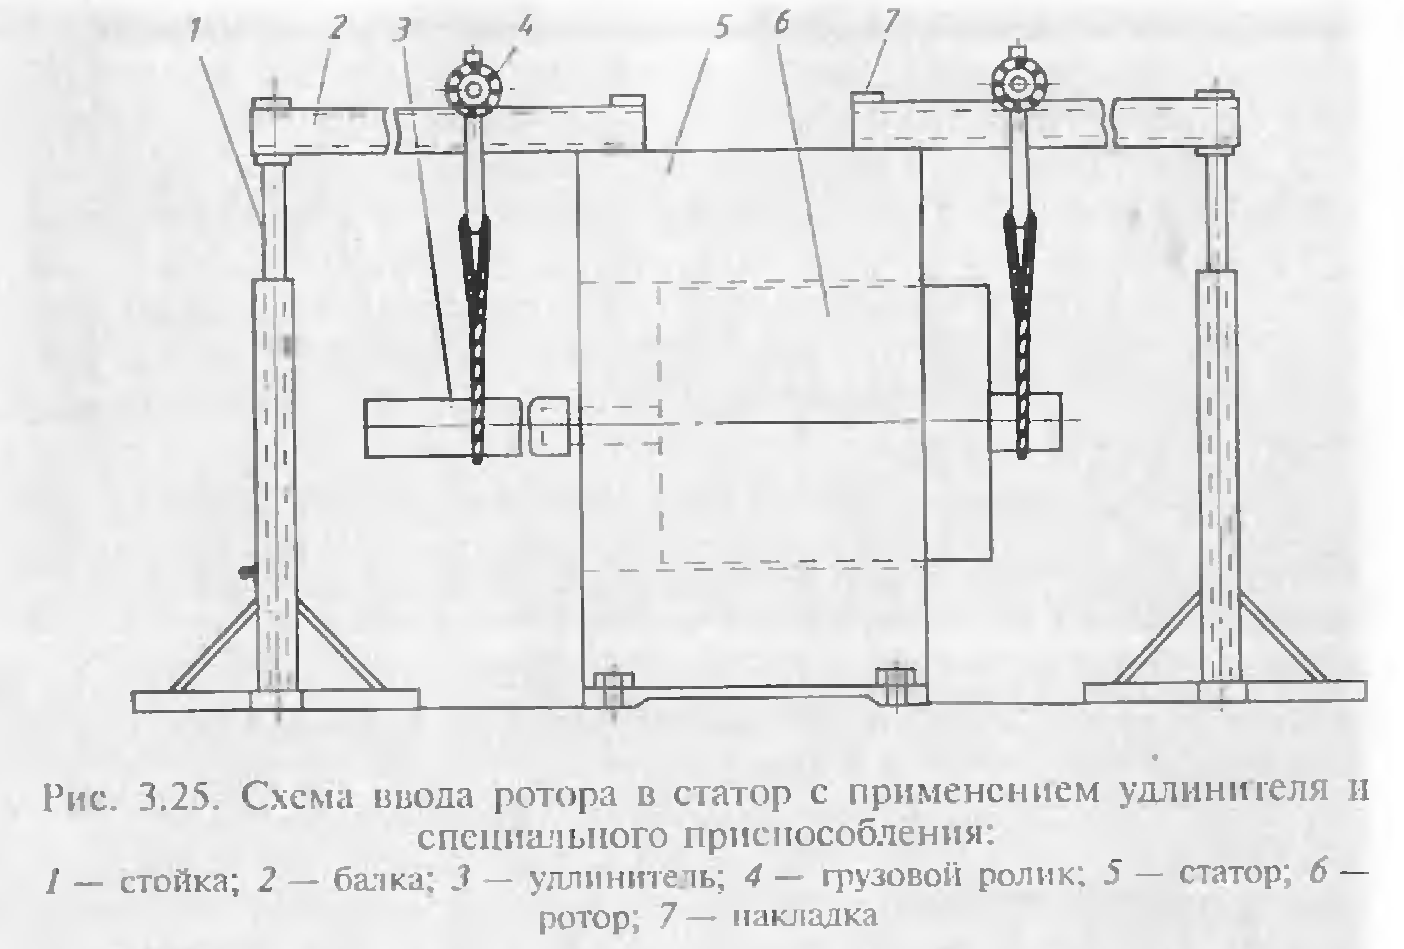 1 2 3 4 5 6 7
Рис. 3.25. Схема ввода ротора в статор с применением удлинителя и
специального приспособления:
1 — стойка; 2 — балка; 3 — удлинитель; 4 — грузовой ролик; 5 — статор; 6 —
ротор; 7 — накладка